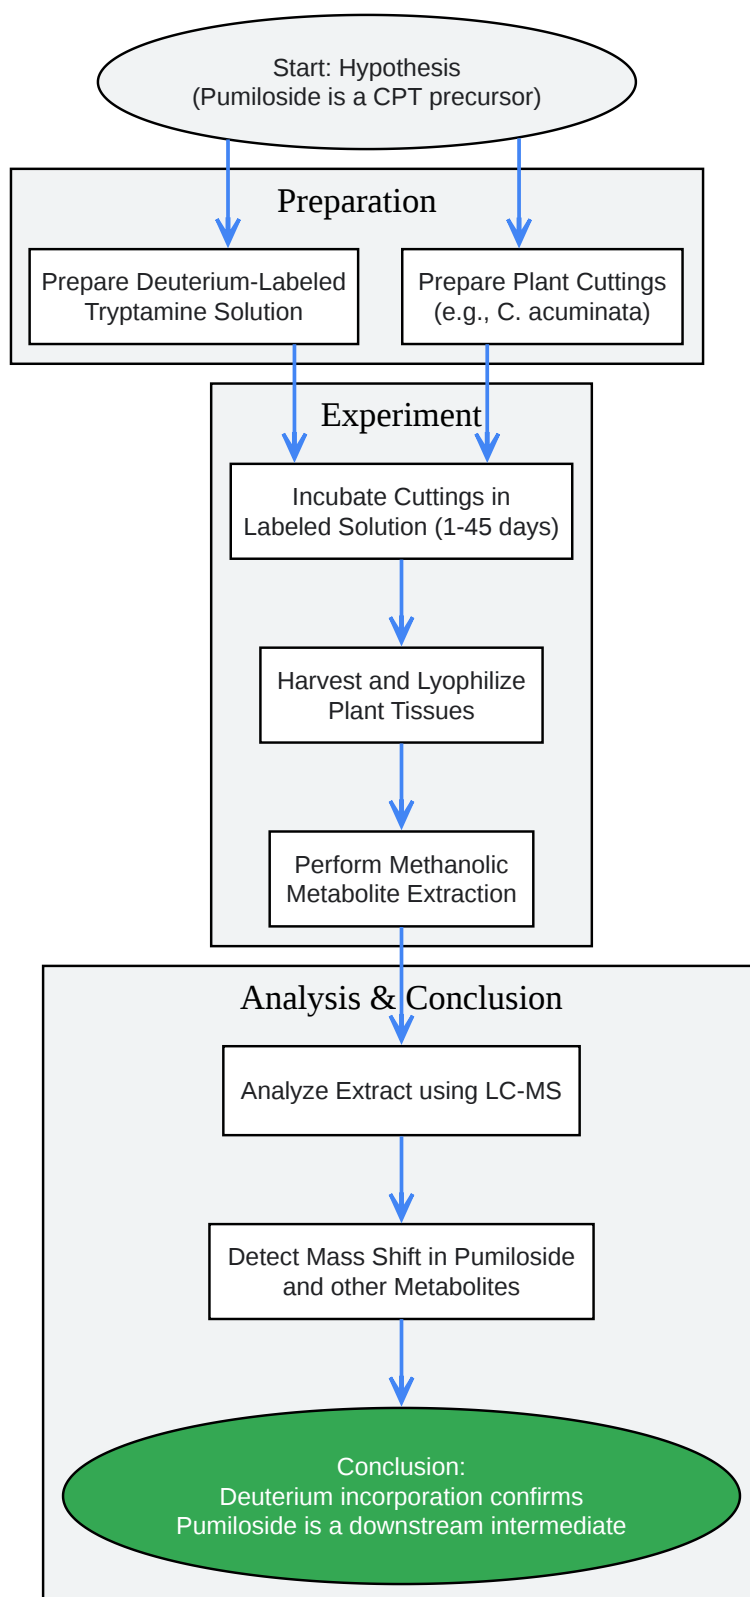 Start: Hypothesis
(Pumiloside is a CPT precursor)
Preparation
Prepare Deuterium-Labeled
Tryptamine Solution
Prepare Plant Cuttings
(e.g., C. acuminata)
Experiment
Incubate Cuttings in
Labeled Solution (1-45 days)
Harvest and Lyophilize
Plant Tissues
Perform Methanolic
Metabolite Extraction
Analysis & Conclusion
Analyze Extract using LC-MS
Detect Mass Shift in Pumiloside
and other Metabolites
Conclusion:
Deuterium incorporation confirms
Pumiloside is a downstream intermediate